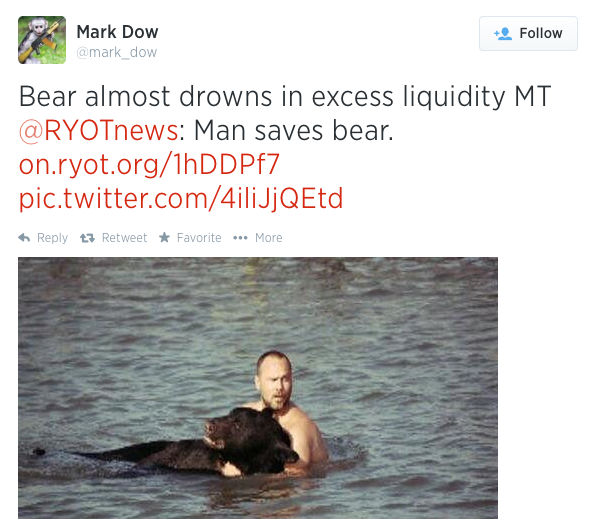 Mark Dow
@mark_dow
Follow
Bear almost drowns in excess liquidity MT
@RYOTnews: Man saves bear.
on.ryot.org/1hDDPf7
pic.twitter.com/4iliJjQEtd
Reply Retweet Favorite More